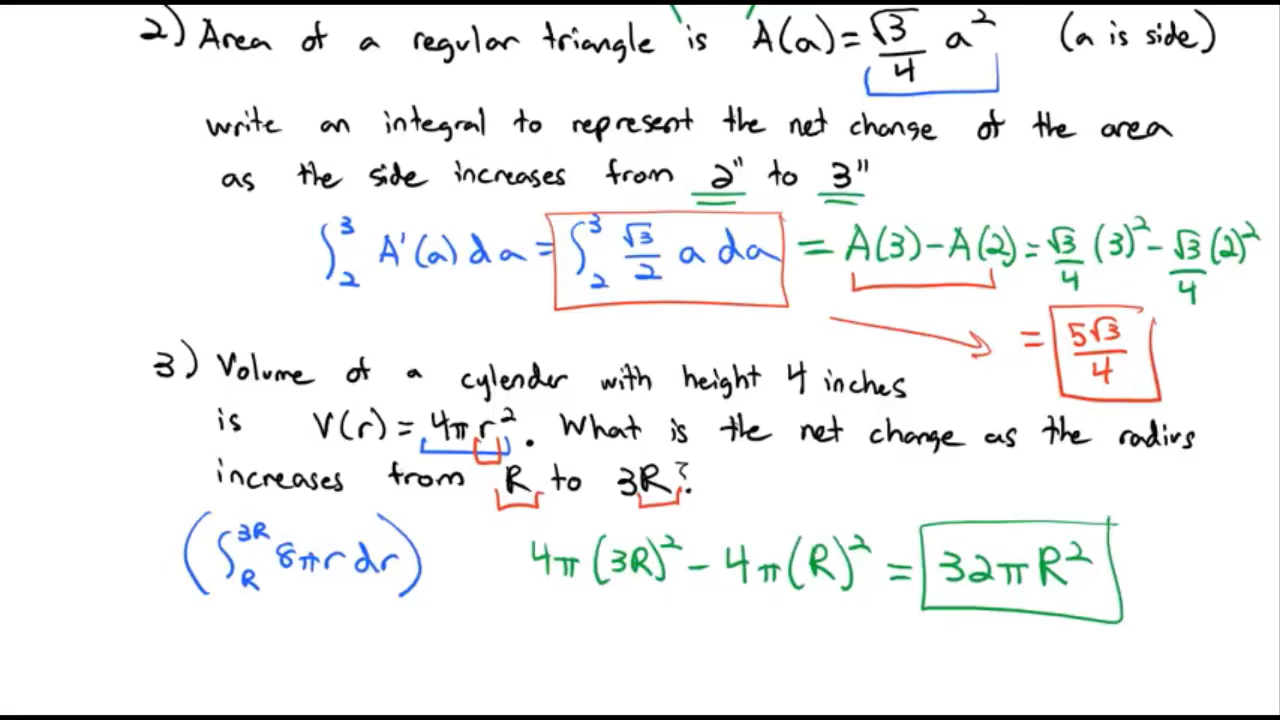 2) Area of a regular triangle is A(a) = √3/4 a² (a is side)
write an integral to represent the net change of the area
as the side increases from 2" to 3"
∫₂³ A'(a) da = ∫₂³ √3/2 a da = A(3) - A(2) = √3/4 (3)² - √3/4 (2)²
= 5√3/4
3) Volume of a cylender with height 4 inches
is V(r) = 4πr². What is the net change as the radius
increases from R to 3R?
(∫_R^3R 8πr dr) 4π(3R)² - 4π(R)² = 32πR²